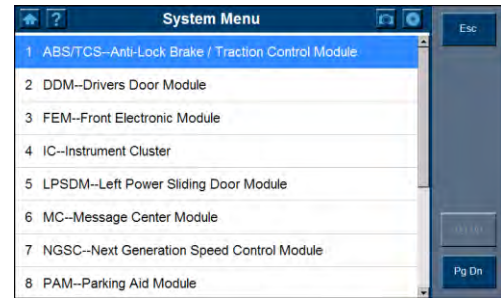 ?
System Menu
Esc
1 ABS/TCS--Anti-Lock Brake / Traction Control Module
2 DDM--Drivers Door Module
3 FEM--Front Electronic Module
4 IC--Instrument Cluster
5 LPSDM--Left Power Sliding Door Module
6 MC--Message Center Module
7 NGSC--Next Generation Speed Control Module
8 PAM--Parking Aid Module
Pg Dn